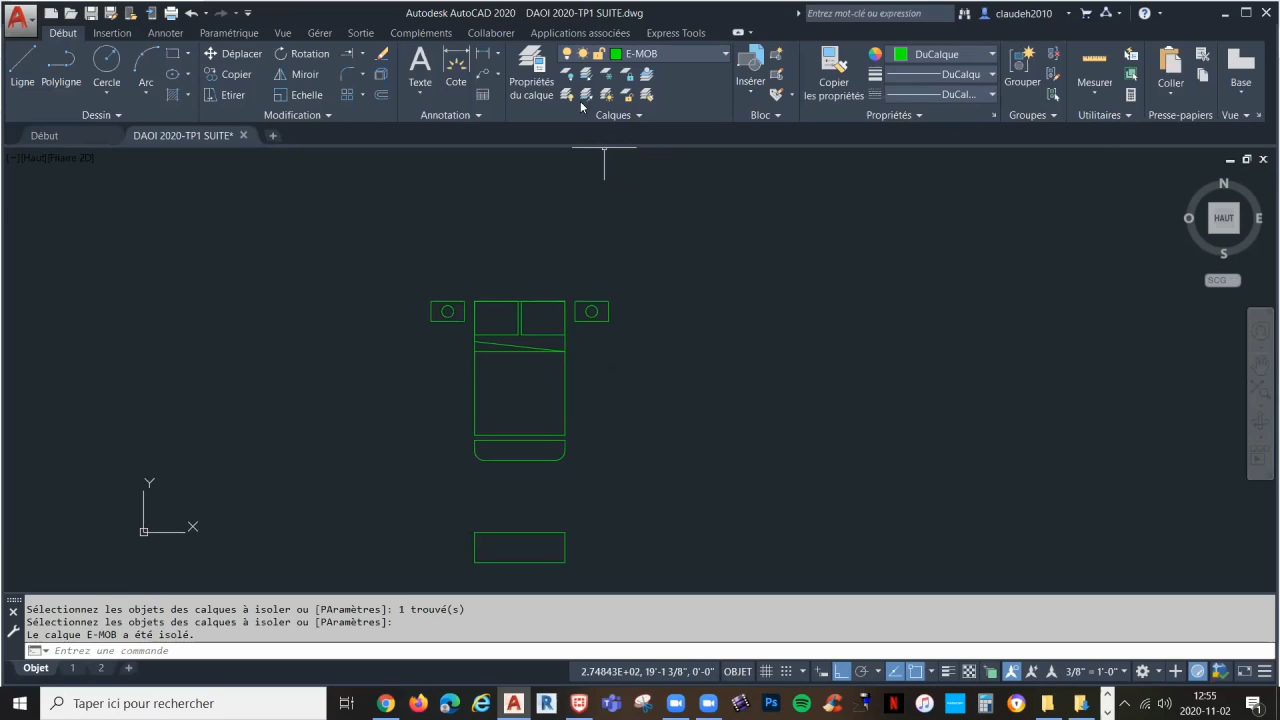 Autodesk AutoCAD 2020 DAOI 2020-TP1 SUITE.dwg
Entrez mot-clé ou expression
claudeh2010
Début Insertion Annoter Paramétrique Vue Gérer Sortie Compléments Collaborer Applications associées Express Tools
Ligne Polyligne Cercle Arc
Déplacer Rotation
Copier Miroir
Etirer Echelle
Texte Cote
Propriétés du calque
E-MOB
Insérer
Copier les propriétés
DuCalque
DuCalqu
DuCal...
Grouper
Mesurer
Coller
Base
Dessin Modification Annotation Calques Bloc Propriétés Groupes Utilitaires Presse-papiers Vue
Début DAOI 2020-TP1 SUITE*
[−][Haut][Filaire 2D]
N
O HAUT E
S
SCG
Y
X
Sélectionnez les objets des calques à isoler ou [PAramètres]: 1 trouvé(s)
Sélectionnez les objets des calques à isoler ou [PAramètres]:
Le calque E-MOB a été isolé.
Entrez une commande
Objet 1 2 +
2.74843E+02, 19'-1 3/8", 0'-0" OBJET 3/8" = 1'-0"
Taper ici pour rechercher
12:55
2020-11-02